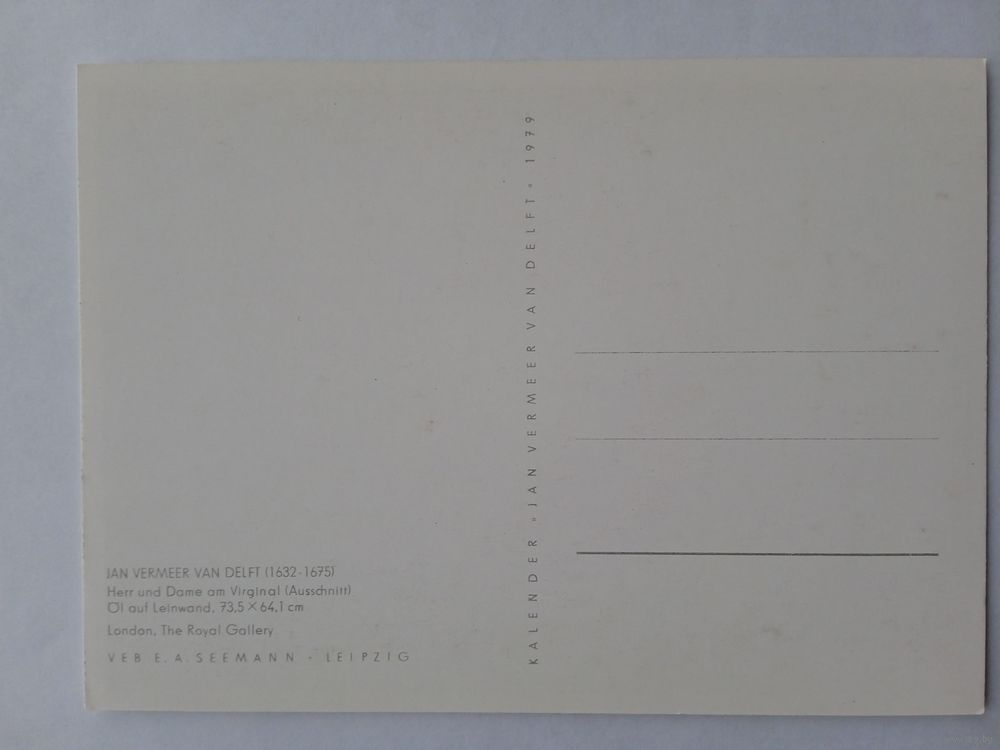 JAN VERMEER VAN DELFT (1632-1675)
Herr und Dame am Virginal (Ausschnitt)
Öl auf Leinwand, 73,5 × 64,1 cm
London, The Royal Gallery
VEB E. A. SEEMANN - LEIPZIG
KALENDER »JAN VERMEER VAN DELFT« 1979